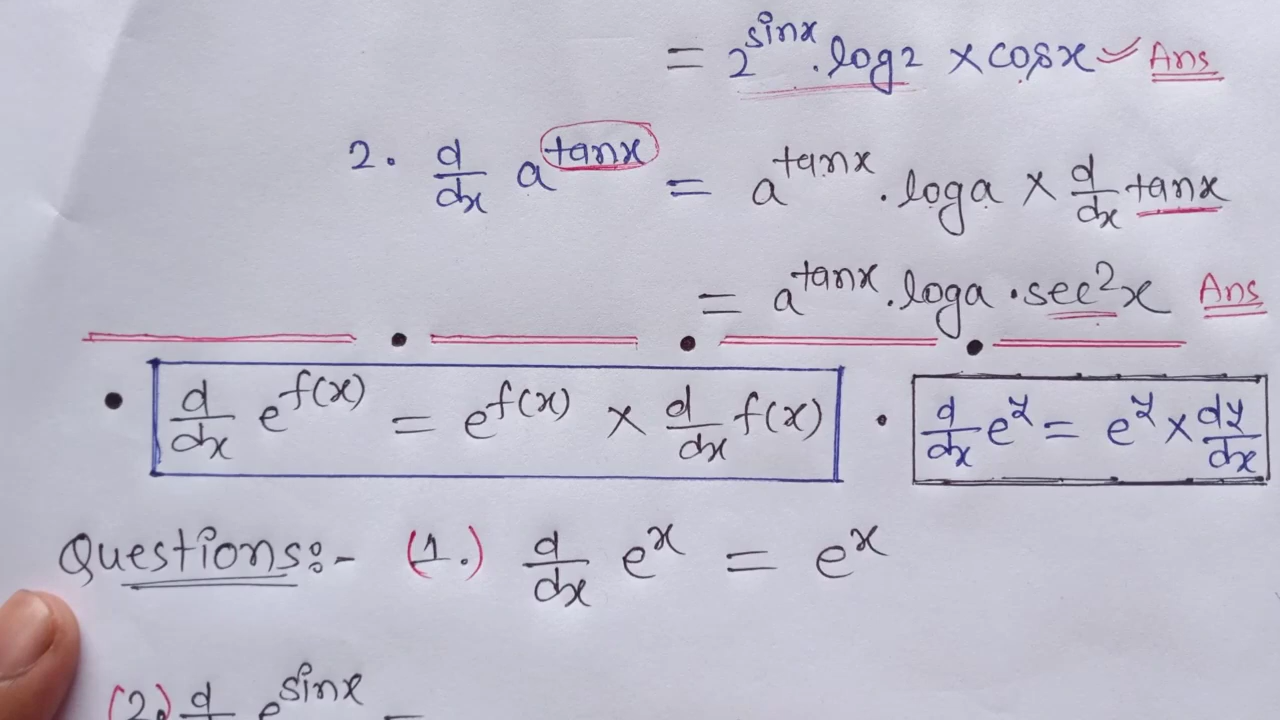 = 2^sinx . log2 × cosx Ans
2. d/dx a^tanx = a^tanx . loga × d/dx tanx
= a^tanx . loga . sec²x Ans
• d/dx e^f(x) = e^f(x) × d/dx f(x) • d/dx e^y = e^y × dy/dx
Questions:- (1.) d/dx e^x = e^x
(2.) d e^sinx =